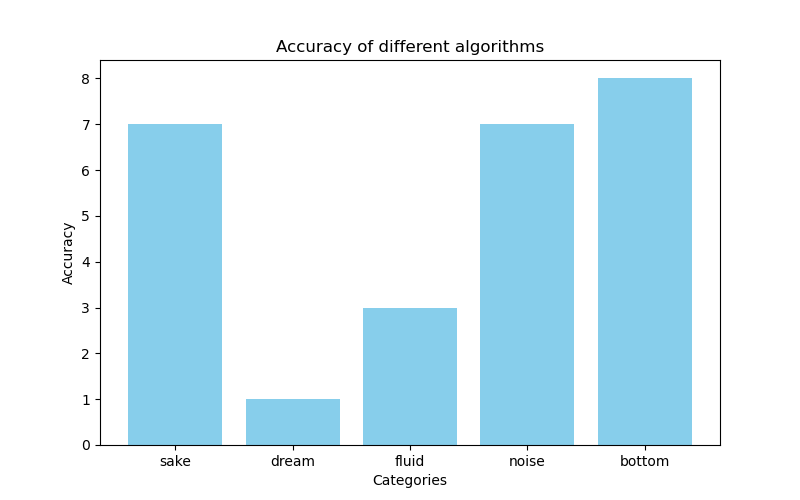 Accuracy of different algorithms
Accuracy
8
7
6
5
4
3
2
1
0
sake dream fluid noise bottom
Categories